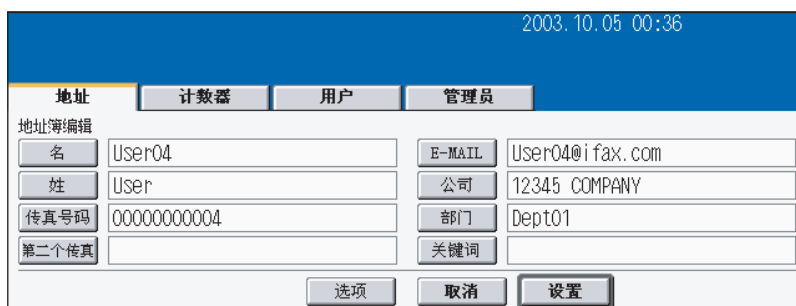 2003.10.05 00:36
地址 计数器 用户 管理员
地址簿编辑
名 User04 E-MAIL User04@ifax.com
姓 User 公司 12345 COMPANY
传真号码 00000000004 部门 Dept01
第二个传真 关键词
选项 取消 设置